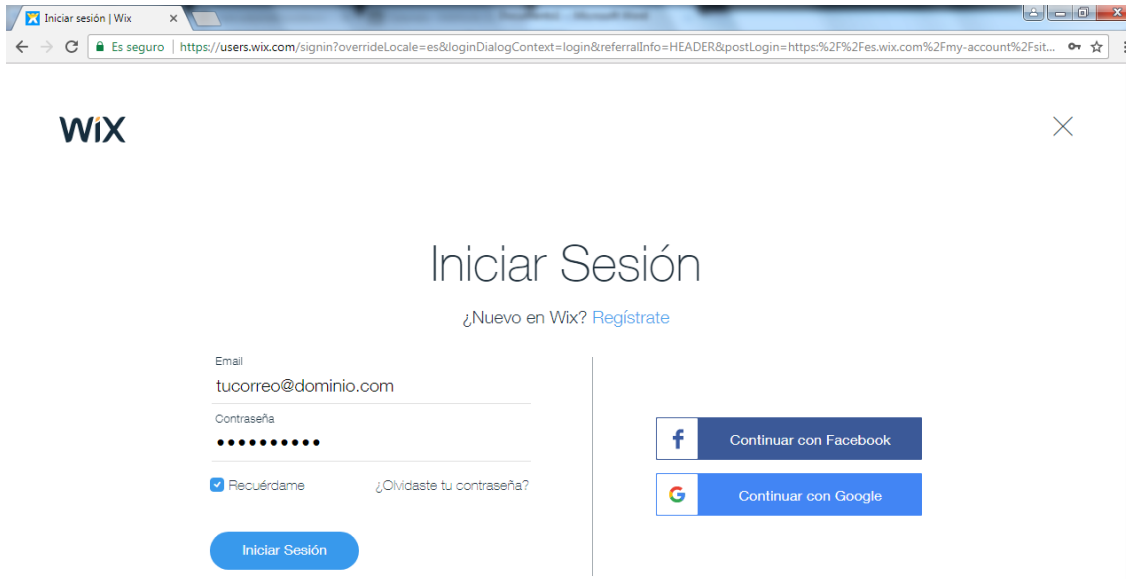 Iniciar sesión | Wix
Es seguro | https://users.wix.com/signin?overrideLocale=es&loginDialogContext=login&referralInfo=HEADER&postLogin=https:%2F%2Fes.wix.com%2Fmy-account%2Fsit...
WiX
Iniciar Sesión
¿Nuevo en Wix? Regístrate
Email
tucorreo@dominio.com
Contraseña
••••••••••
Recuérdame ¿Olvidaste tu contraseña?
Iniciar Sesión
f Continuar con Facebook
G Continuar con Google